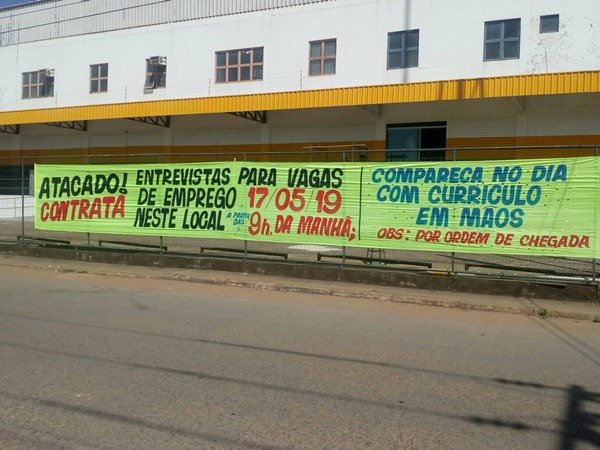 ATACADO!
CONTRATA
ENTREVISTAS PARA VAGAS
DE EMPREGO 17/05/19
NESTE LOCAL A PARTIR DAS 9h. DA MANHÃ;
COMPARECA NO DIA
COM CURRICULO
EM MÃOS
OBS: POR ORDEM DE CHEGADA